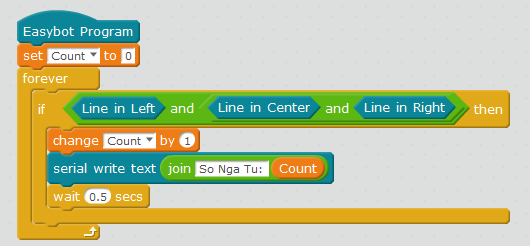 Easybot Program
set Count to 0
forever
if Line in Left and Line in Center and Line in Right then
change Count by 1
serial write text join So Nga Tu: Count
wait 0.5 secs